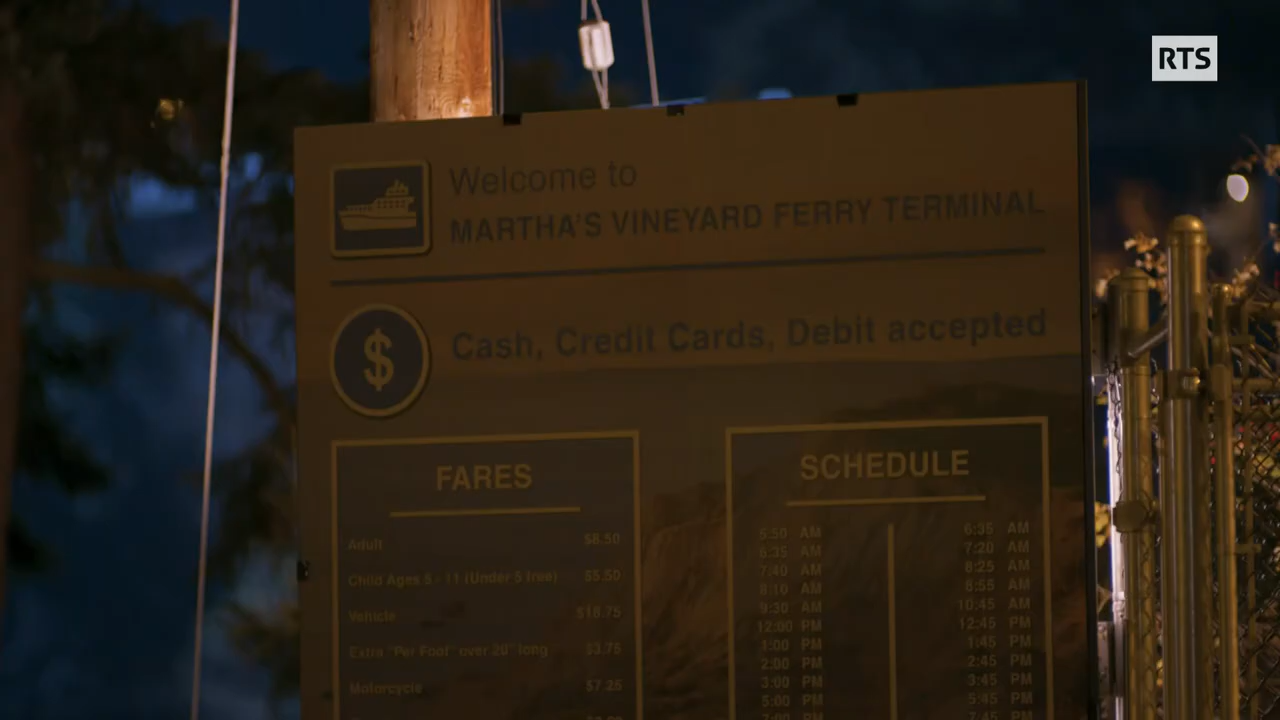 RTS
Welcome to
MARTHA'S VINEYARD FERRY TERMINAL
$
Cash, Credit Cards, Debit accepted
FARES
Adult $8.50
Child Ages 5 - 11 (Under 5 free) $5.50
Vehicle $18.75
Extra "Per Foot" over 20" long $3.75
Motorcycle $7.25
SCHEDULE
5:50 AM 6:35 AM
6:35 AM 7:20 AM
7:40 AM 8:25 AM
8:10 AM 8:55 AM
9:30 AM 10:45 AM
12:00 PM 12:45 PM
1:00 PM 1:45 PM
2:00 PM 2:45 PM
3:00 PM 3:45 PM
5:00 PM 5:45 PM
7:45 PM